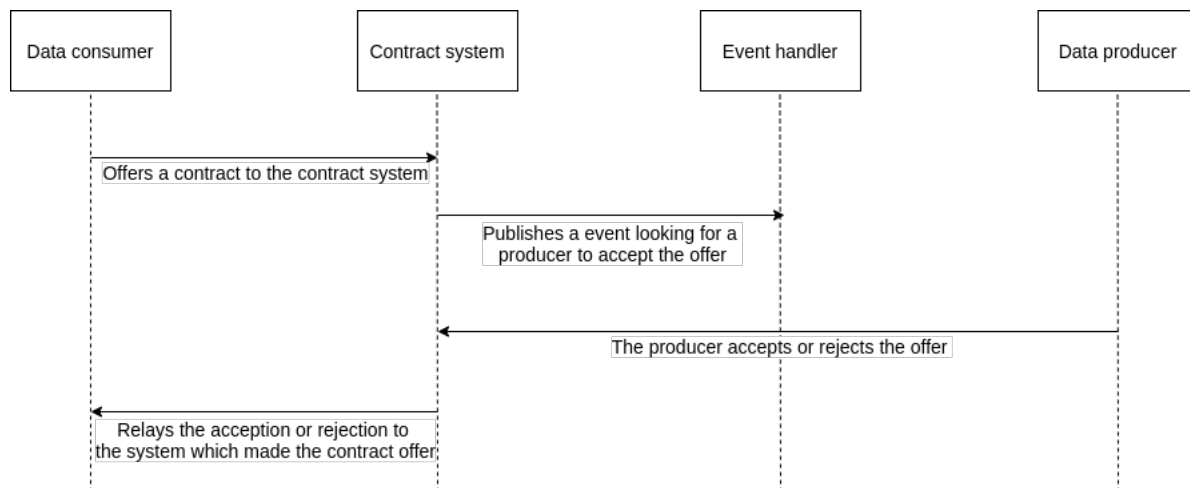 Data consumer
Contract system
Event handler
Data producer
Offers a contract to the contract system
Publishes a event looking for a
producer to accept the offer
The producer accepts or rejects the offer
Relays the acception or rejection to
the system which made the contract offer